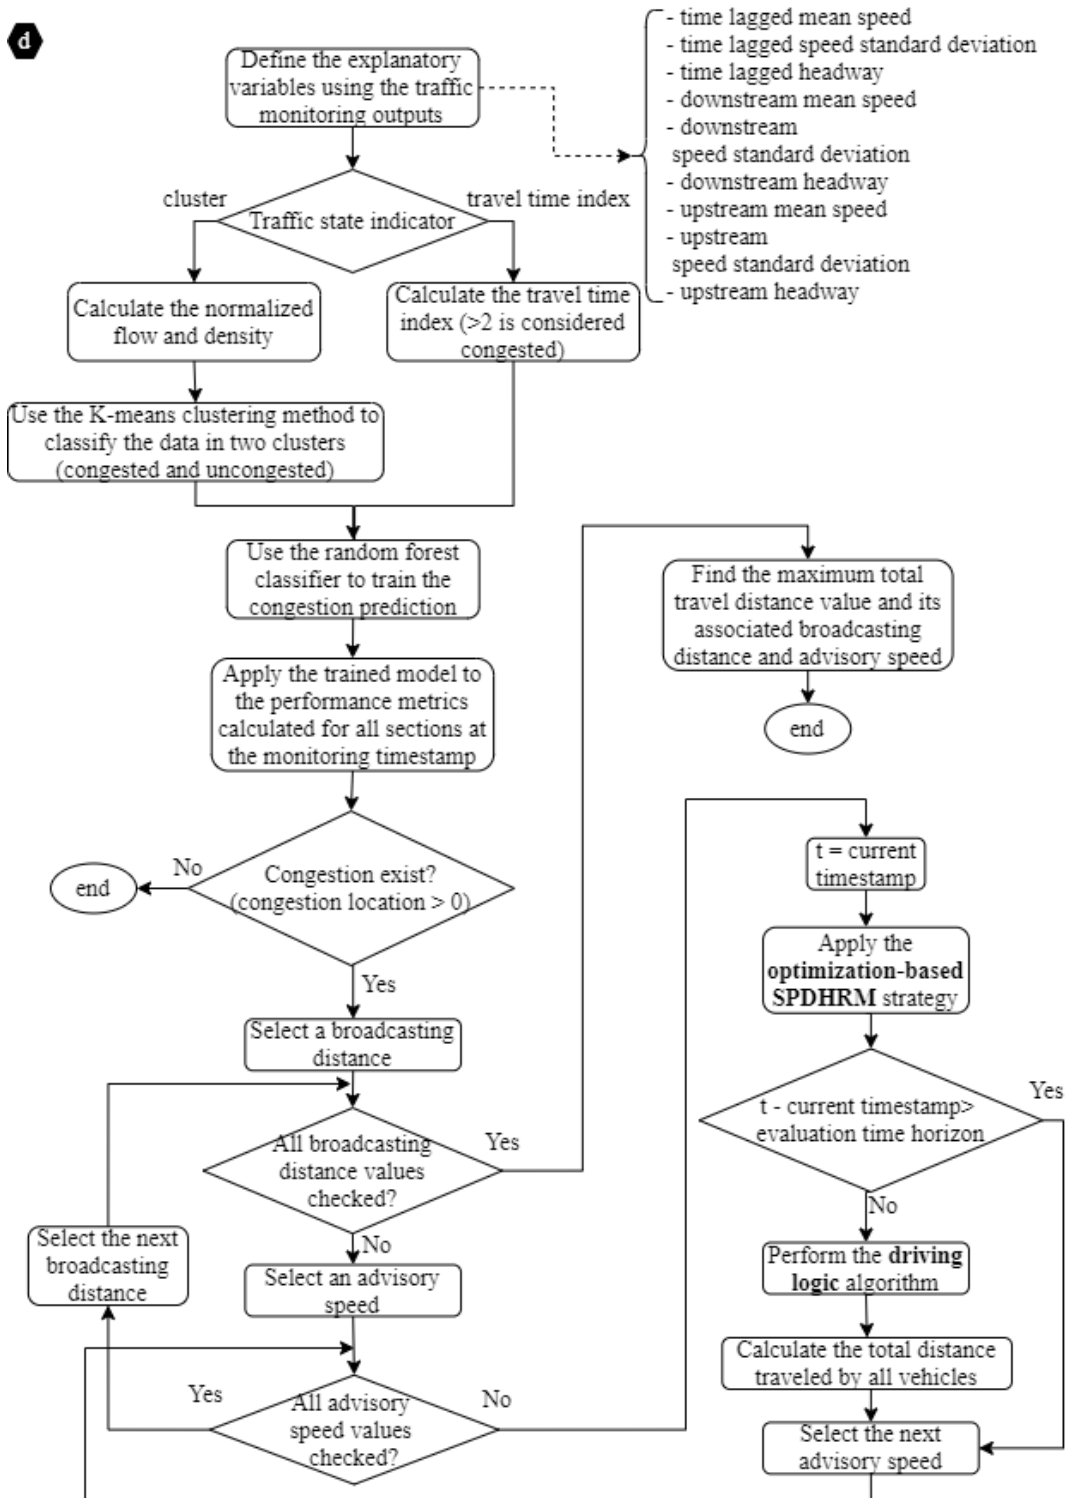 d
Define the explanatory
variables using the traffic
monitoring outputs
- time lagged mean speed
- time lagged speed standard deviation
- time lagged headway
- downstream mean speed
- downstream
speed standard deviation
- downstream headway
- upstream mean speed
- upstream
speed standard deviation
- upstream headway
cluster
Traffic state indicator
travel time index
Calculate the normalized
flow and density
Calculate the travel time
index (>2 is considered
congested)
Use the K-means clustering method to
classify the data in two clusters
(congested and uncongested)
Use the random forest
classifier to train the
congestion prediction
Apply the trained model to
the performance metrics
calculated for all sections at
the monitoring timestamp
Congestion exist?
(congestion location > 0)
No
end
Yes
Select a broadcasting
distance
All broadcasting
distance values
checked?
Yes
No
Find the maximum total
travel distance value and its
associated broadcasting
distance and advisory speed
end
Select the next
broadcasting
distance
Select an advisory
speed
All advisory
speed values
checked?
Yes
No
t = current
timestamp
Apply the
optimization-based
SPDHRM strategy
t - current timestamp>
evaluation time horizon
Yes
No
Perform the driving
logic algorithm
Calculate the total distance
traveled by all vehicles
Select the next
advisory speed